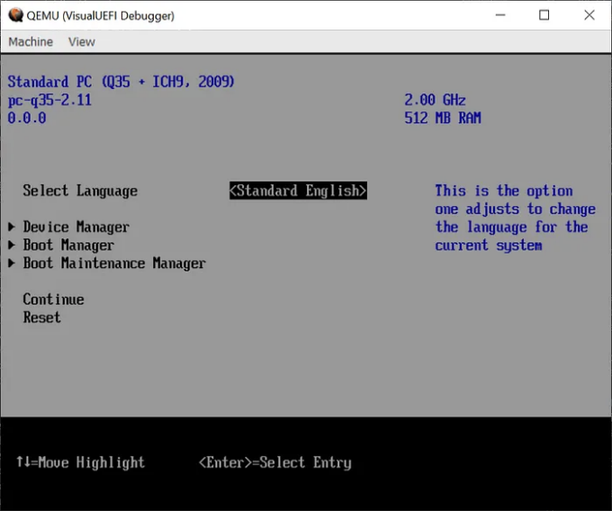 QEMU (VisualUEFI Debugger)
Machine View
Standard PC (Q35 + ICH9, 2009)
pc-q35-2.11 2.00 GHz
0.0.0 512 MB RAM
Select Language <Standard English> This is the option
one adjusts to change
▶ Device Manager the language for the
▶ Boot Manager current system
▶ Boot Maintenance Manager
Continue
Reset
↑↓=Move Highlight <Enter>=Select Entry